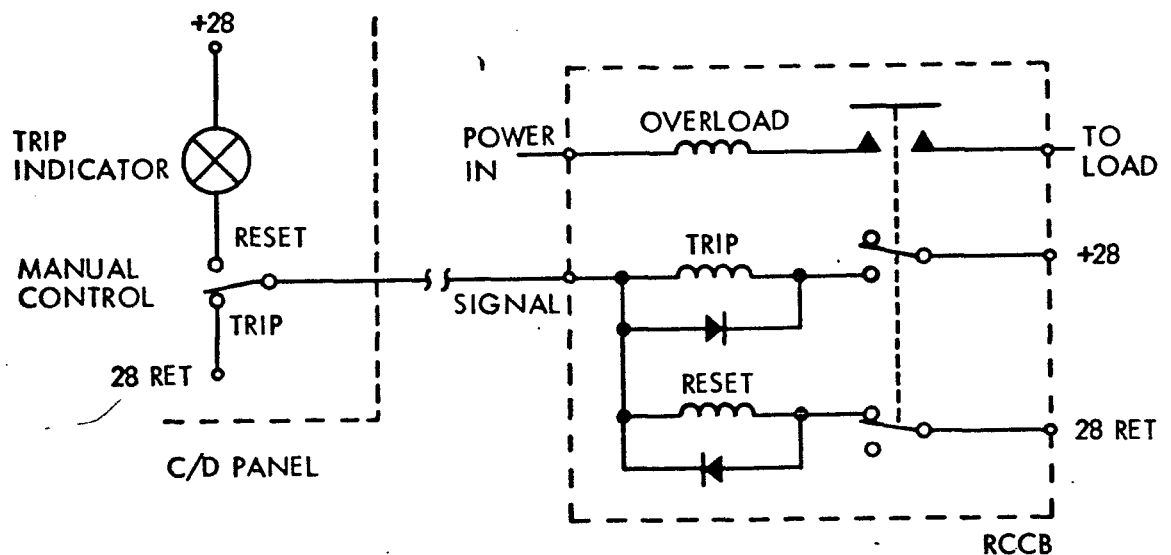 +28
TRIP
INDICATOR
RESET
MANUAL
CONTROL
TRIP
28 RET
C/D PANEL
POWER
IN
OVERLOAD
TO
LOAD
TRIP
+28
SIGNAL
RESET
28 RET
RCCB